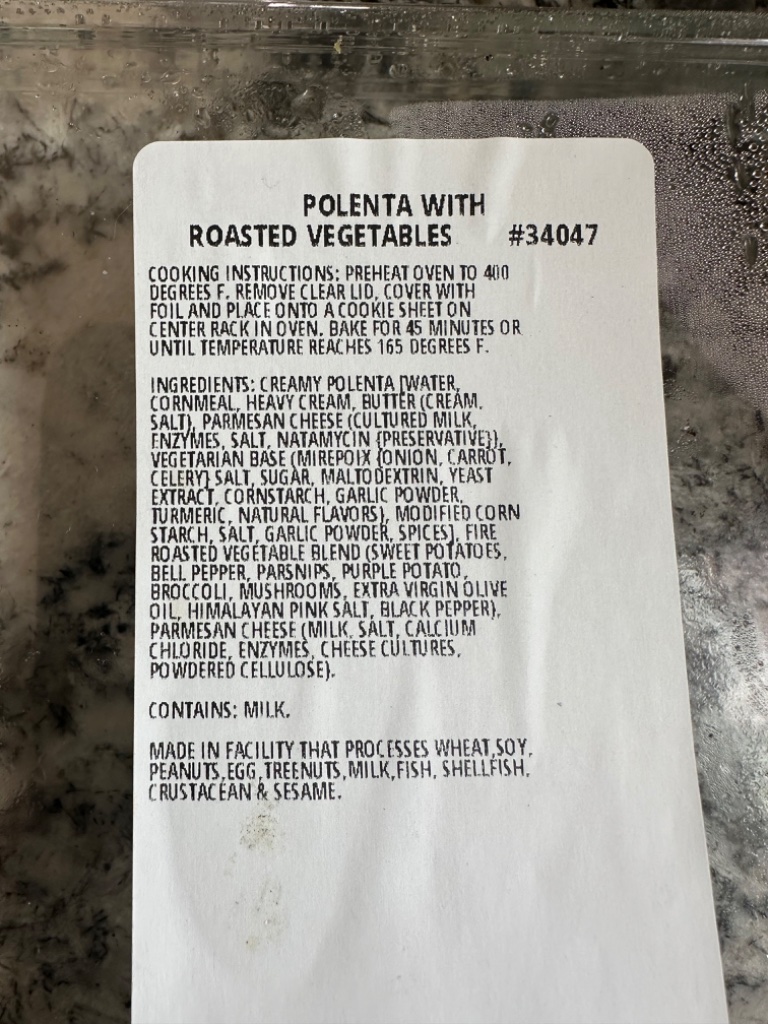 POLENTA WITH
ROASTED VEGETABLES #34047
COOKING INSTRUCTIONS: PREHEAT OVEN TO 400
DEGREES F. REMOVE CLEAR LID, COVER WITH
FOIL AND PLACE ONTO A COOKIE SHEET ON
CENTER RACK IN OVEN. BAKE FOR 45 MINUTES OR
UNTIL TEMPERATURE REACHES 165 DEGREES F.
INGREDIENTS: CREAMY POLENTA [WATER,
CORNMEAL, HEAVY CREAM, BUTTER (CREAM,
SALT), PARMESAN CHEESE (CULTURED MILK,
ENZYMES, SALT, NATAMYCIN {PRESERVATIVE}),
VEGETARIAN BASE (MIREPOIX {ONION, CARROT,
CELERY} SALT, SUGAR, MALTODEXTRIN, YEAST
EXTRACT, CORNSTARCH, GARLIC POWDER,
TURMERIC, NATURAL FLAVORS), MODIFIED CORN
STARCH, SALT, GARLIC POWDER, SPICES], FIRE
ROASTED VEGETABLE BLEND (SWEET POTATOES,
BELL PEPPER, PARSNIPS, PURPLE POTATO,
BROCCOLI, MUSHROOMS, EXTRA VIRGIN OLIVE
OIL, HIMALAYAN PINK SALT, BLACK PEPPER),
PARMESAN CHEESE (MILK, SALT, CALCIUM
CHLORIDE, ENZYMES, CHEESE CULTURES,
POWDERED CELLULOSE).
CONTAINS: MILK.
MADE IN FACILITY THAT PROCESSES WHEAT,SOY,
PEANUTS,EGG,TREENUTS,MILK,FISH, SHELLFISH,
CRUSTACEAN & SESAME.